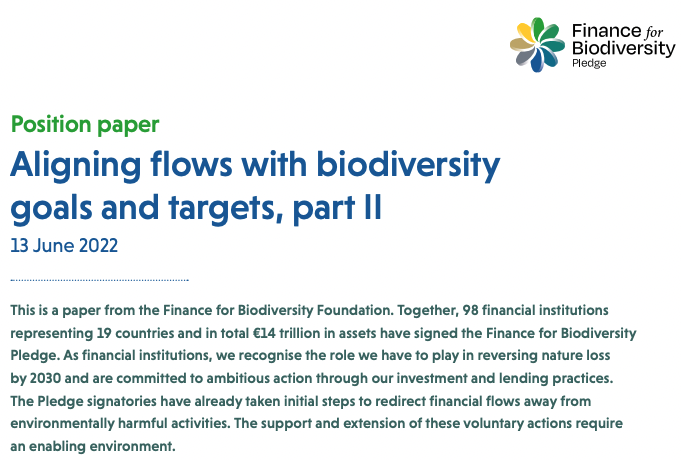 Finance for
Biodiversity
Pledge
Position paper
Aligning flows with biodiversity
goals and targets, part II
13 June 2022
This is a paper from the Finance for Biodiversity Foundation. Together, 98 financial institutions
representing 19 countries and in total €14 trillion in assets have signed the Finance for Biodiversity
Pledge. As financial institutions, we recognise the role we have to play in reversing nature loss
by 2030 and are committed to ambitious action through our investment and lending practices.
The Pledge signatories have already taken initial steps to redirect financial flows away from
environmentally harmful activities. The support and extension of these voluntary actions require
an enabling environment.